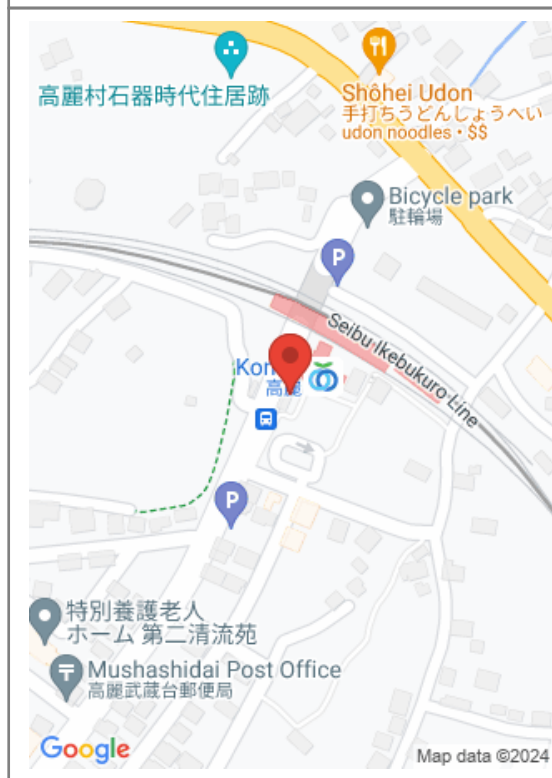 高麗村石器時代住居跡
Shôhei Udon
手打ちうどんしょうへい
udon noodles • $$
Bicycle park
駐輪場
P
Seibu Ikebukuro Line
高麗
P
特別養護老人
ホーム 第二清流苑
Mushashidai Post Office
高麗武蔵台郵便局
Google
Map data ©2024